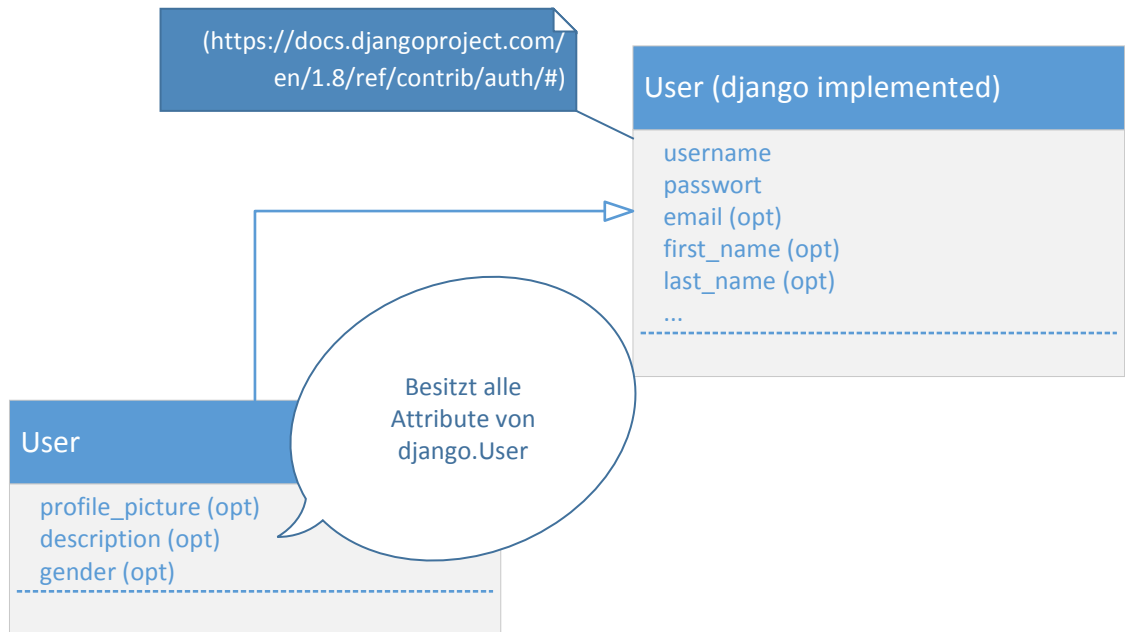 (https://docs.djangoproject.com/
en/1.8/ref/contrib/auth/#)
User (django implemented)
username
passwort
email (opt)
first_name (opt)
last_name (opt)
...
Besitzt alle
Attribute von
django.User
User
profile_picture (opt)
description (opt)
gender (opt)